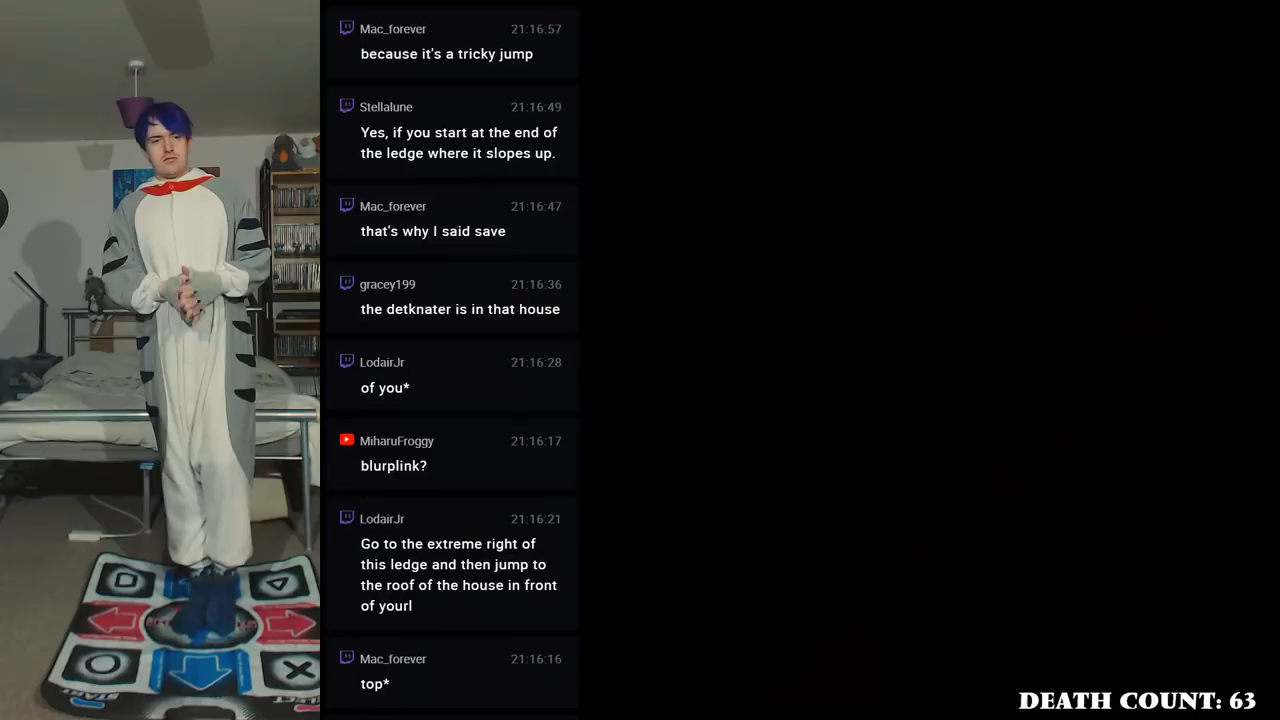 Mac_forever 21:16:57
because it's a tricky jump
Stellalune 21:16:49
Yes, if you start at the end of
the ledge where it slopes up.
Mac_forever 21:16:47
that's why I said save
gracey199 21:16:36
the detknater is in that house
LodairJr 21:16:28
of you*
MiharuFroggy 21:16:17
blurplink?
LodairJr 21:16:21
Go to the extreme right of
this ledge and then jump to
the roof of the house in front
of yourl
Mac_forever 21:16:16
top*
START
DEATH COUNT: 63